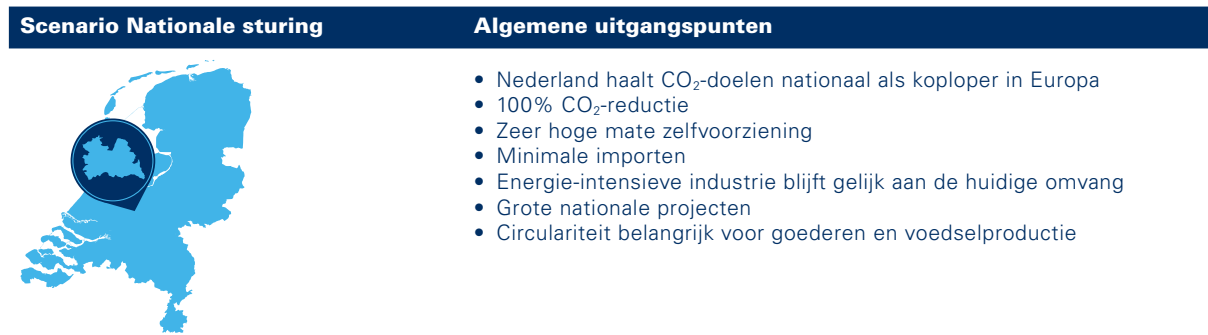 Scenario Nationale sturing
Algemene uitgangspunten
• Nederland haalt CO₂-doelen nationaal als koploper in Europa
• 100% CO₂-reductie
• Zeer hoge mate zelfvoorziening
• Minimale importen
• Energie-intensieve industrie blijft gelijk aan de huidige omvang
• Grote nationale projecten
• Circulariteit belangrijk voor goederen en voedselproductie